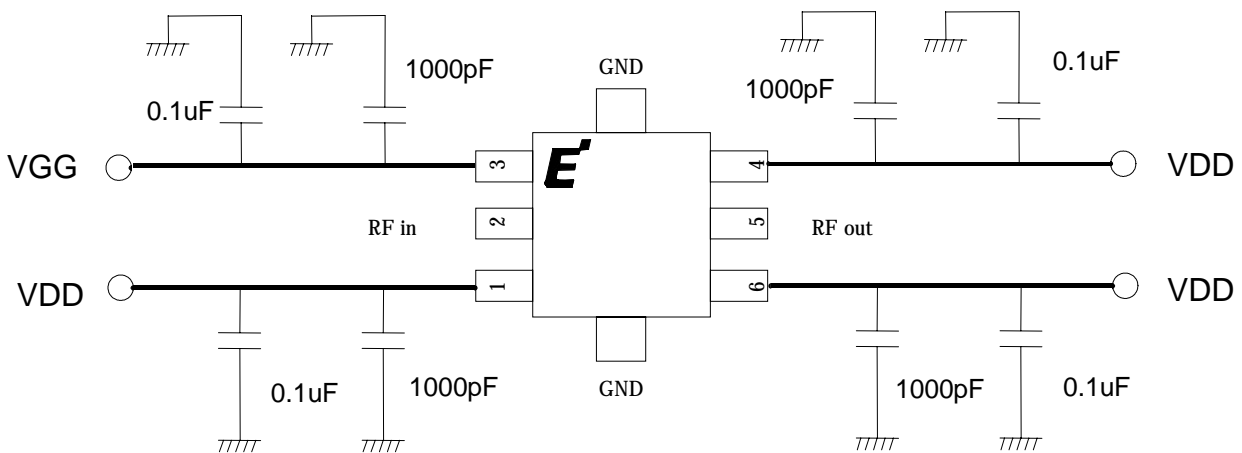 1000pF
GND
0.1uF
0.1uF
1000pF
VGG
3
E
4
VDD
RF in
2
5
RF out
VDD
1
6
VDD
0.1uF
1000pF
GND
1000pF
0.1uF